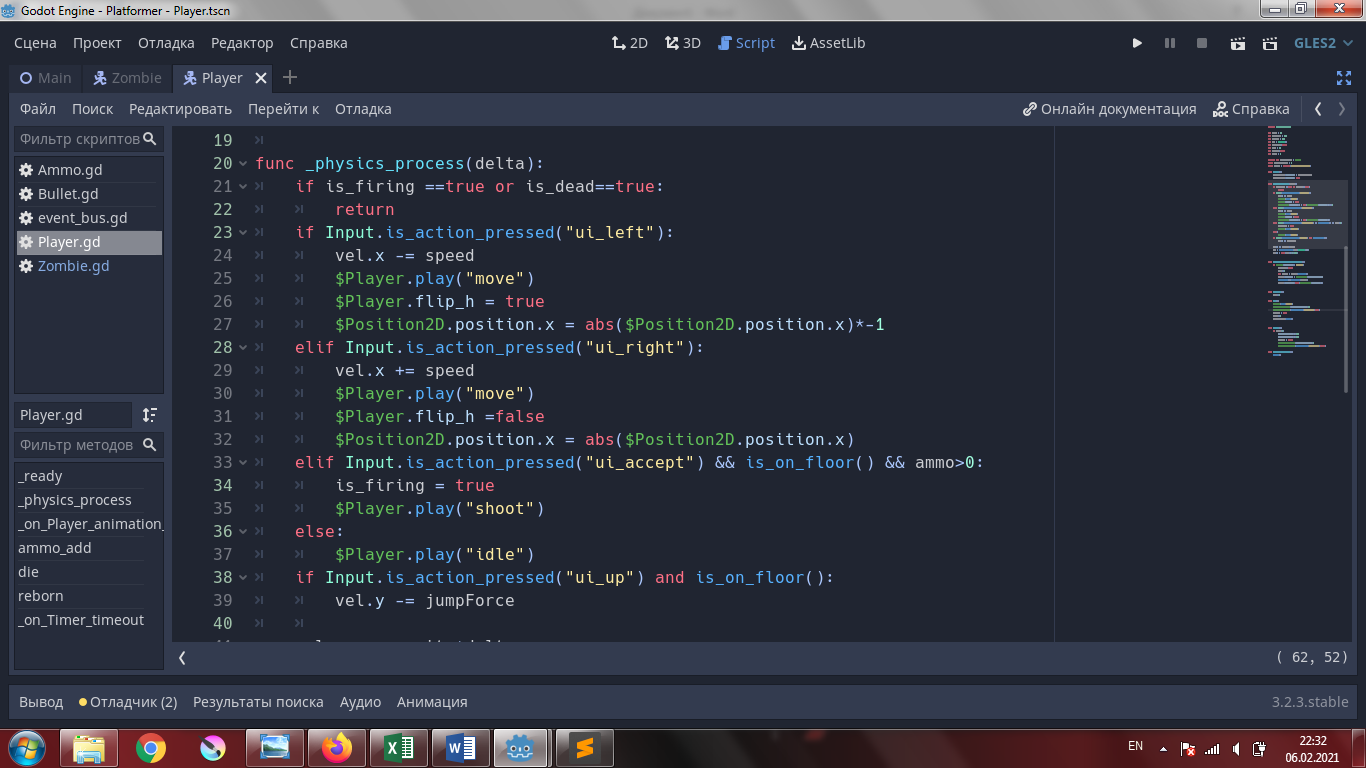 Godot Engine - Platformer - Player.tscn
Сцена Проект Отладка Редактор Справка 2D 3D Script AssetLib GLES2
Main Zombie Player
Файл Поиск Редактировать Перейти к Отладка Онлайн документация Справка
Фильтр скриптов
Ammo.gd
Bullet.gd
event_bus.gd
Player.gd
Zombie.gd
Player.gd
Фильтр методов
_ready
_physics_process
_on_Player_animation_
ammo_add
die
reborn
_on_Timer_timeout
19
20 func _physics_process(delta):
21 if is_firing ==true or is_dead==true:
22 return
23 if Input.is_action_pressed("ui_left"):
24 vel.x -= speed
25 $Player.play("move")
26 $Player.flip_h = true
27 $Position2D.position.x = abs($Position2D.position.x)*-1
28 elif Input.is_action_pressed("ui_right"):
29 vel.x += speed
30 $Player.play("move")
31 $Player.flip_h =false
32 $Position2D.position.x = abs($Position2D.position.x)
33 elif Input.is_action_pressed("ui_accept") && is_on_floor() && ammo>0:
34 is_firing = true
35 $Player.play("shoot")
36 else:
37 $Player.play("idle")
38 if Input.is_action_pressed("ui_up") and is_on_floor():
39 vel.y -= jumpForce
40
( 62, 52)
Вывод Отладчик (2) Результаты поиска Аудио Анимация 3.2.3.stable
EN 22:32
06.02.2021